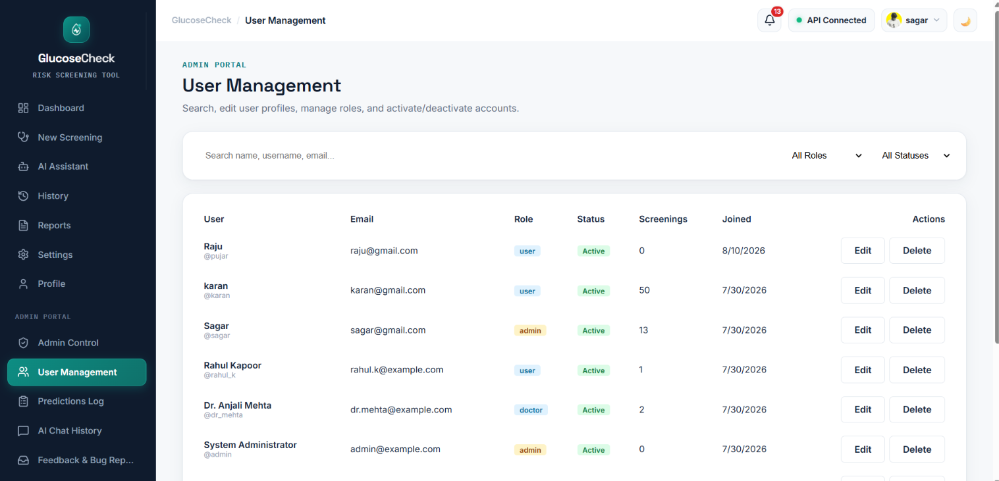 GlucoseCheck
RISK SCREENING TOOL
Dashboard
New Screening
AI Assistant
History
Reports
Settings
Profile
ADMIN PORTAL
Admin Control
User Management
Predictions Log
AI Chat History
Feedback & Bug Rep...
GlucoseCheck / User Management
13
API Connected
sagar
ADMIN PORTAL
User Management
Search, edit user profiles, manage roles, and activate/deactivate accounts.
Search name, username, email... All Roles All Statuses
User Email Role Status Screenings Joined Actions
Raju raju@gmail.com user Active 0 8/10/2026 Edit Delete
@pujar
karan karan@gmail.com user Active 50 7/30/2026 Edit Delete
@karan
Sagar sagar@gmail.com admin Active 13 7/30/2026 Edit Delete
@sagar
Rahul Kapoor rahul.k@example.com user Active 1 7/30/2026 Edit Delete
@rahul_k
Dr. Anjali Mehta dr.mehta@example.com doctor Active 2 7/30/2026 Edit Delete
@dr_mehta
System Administrator admin@example.com admin Active 0 7/30/2026 Edit Delete
@admin